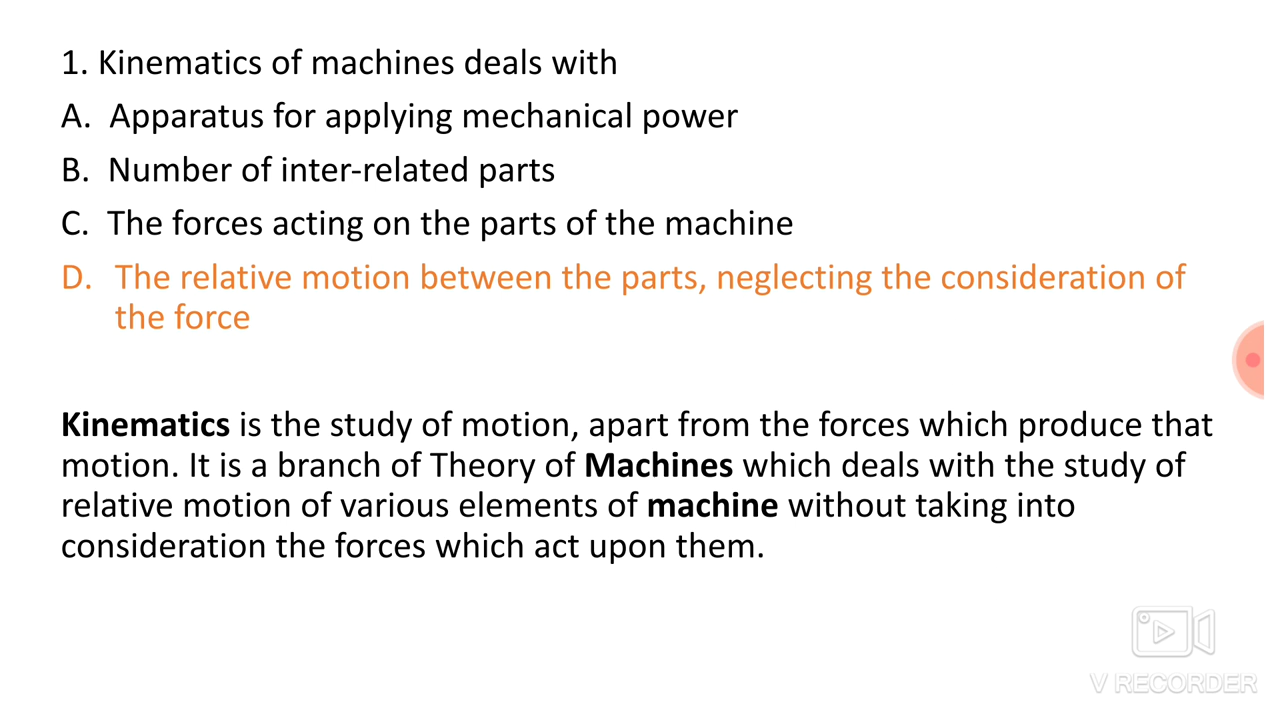 1. Kinematics of machines deals with
A. Apparatus for applying mechanical power
B. Number of inter-related parts
C. The forces acting on the parts of the machine
D. The relative motion between the parts, neglecting the consideration of
the force
Kinematics is the study of motion, apart from the forces which produce that
motion. It is a branch of Theory of Machines which deals with the study of
relative motion of various elements of machine without taking into
consideration the forces which act upon them.
V RECORDER